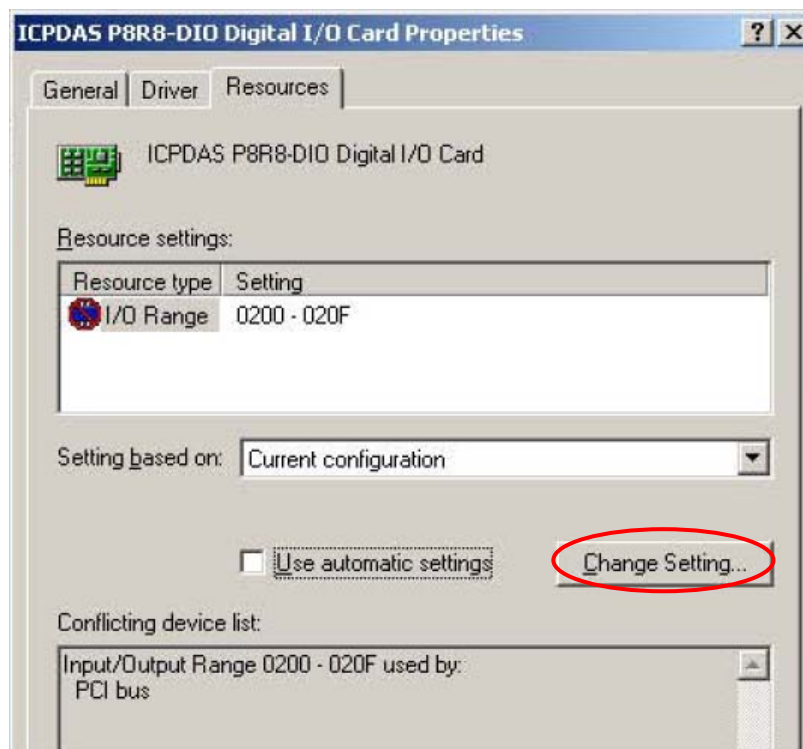 ICPDAS P8R8-DIO Digital I/O Card Properties
General Driver Resources
ICPDAS P8R8-DIO Digital I/O Card
Resource settings:
Resource type Setting
I/O Range 0200 - 020F
Setting based on: Current configuration
Use automatic settings Change Setting...
Conflicting device list:
Input/Output Range 0200 - 020F used by:
PCI bus